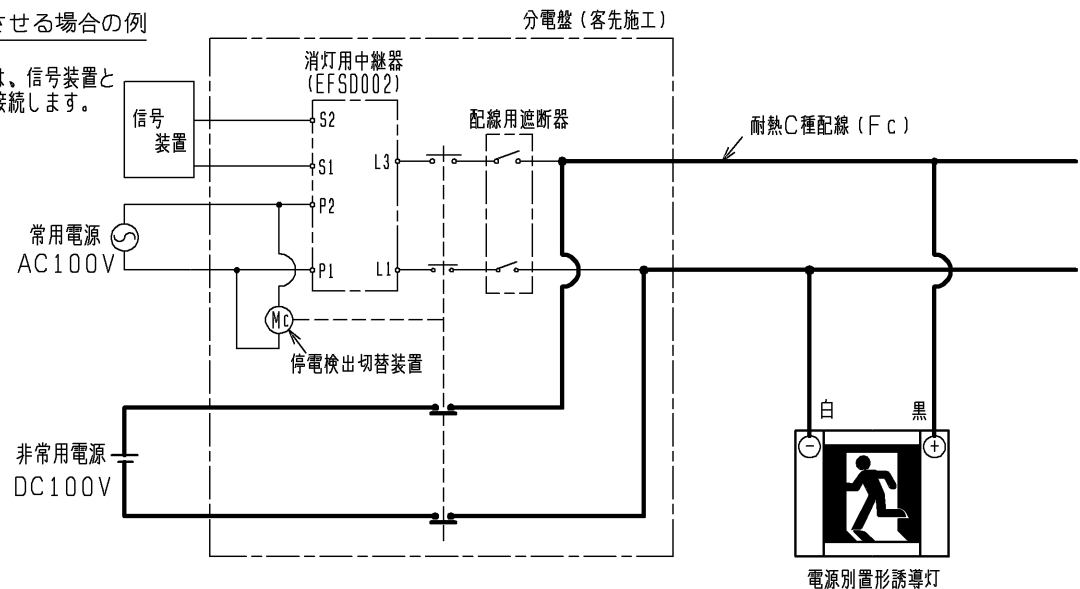 させる場合の例
は、信号装置と
接続します。
分電盤(客先施工)
消灯用中継器
(EFSD002)
配線用遮断器
耐熱C種配線(Fc)
信号
装置
S2
S1
P2
P1
L3
L1
常用電源
AC100V
Mc
停電検出切替装置
非常用電源
DC100V
白
黒
−
+
電源別置形誘導灯